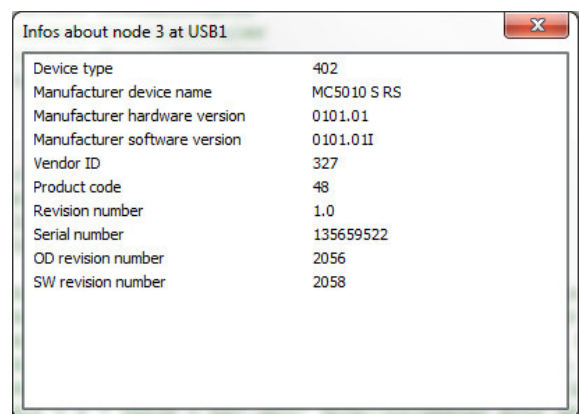 Infos about node 3 at USB1
Device type 402
Manufacturer device name MC5010 S RS
Manufacturer hardware version 0101.01
Manufacturer software version 0101.01I
Vendor ID 327
Product code 48
Revision number 1.0
Serial number 135659522
OD revision number 2056
SW revision number 2058